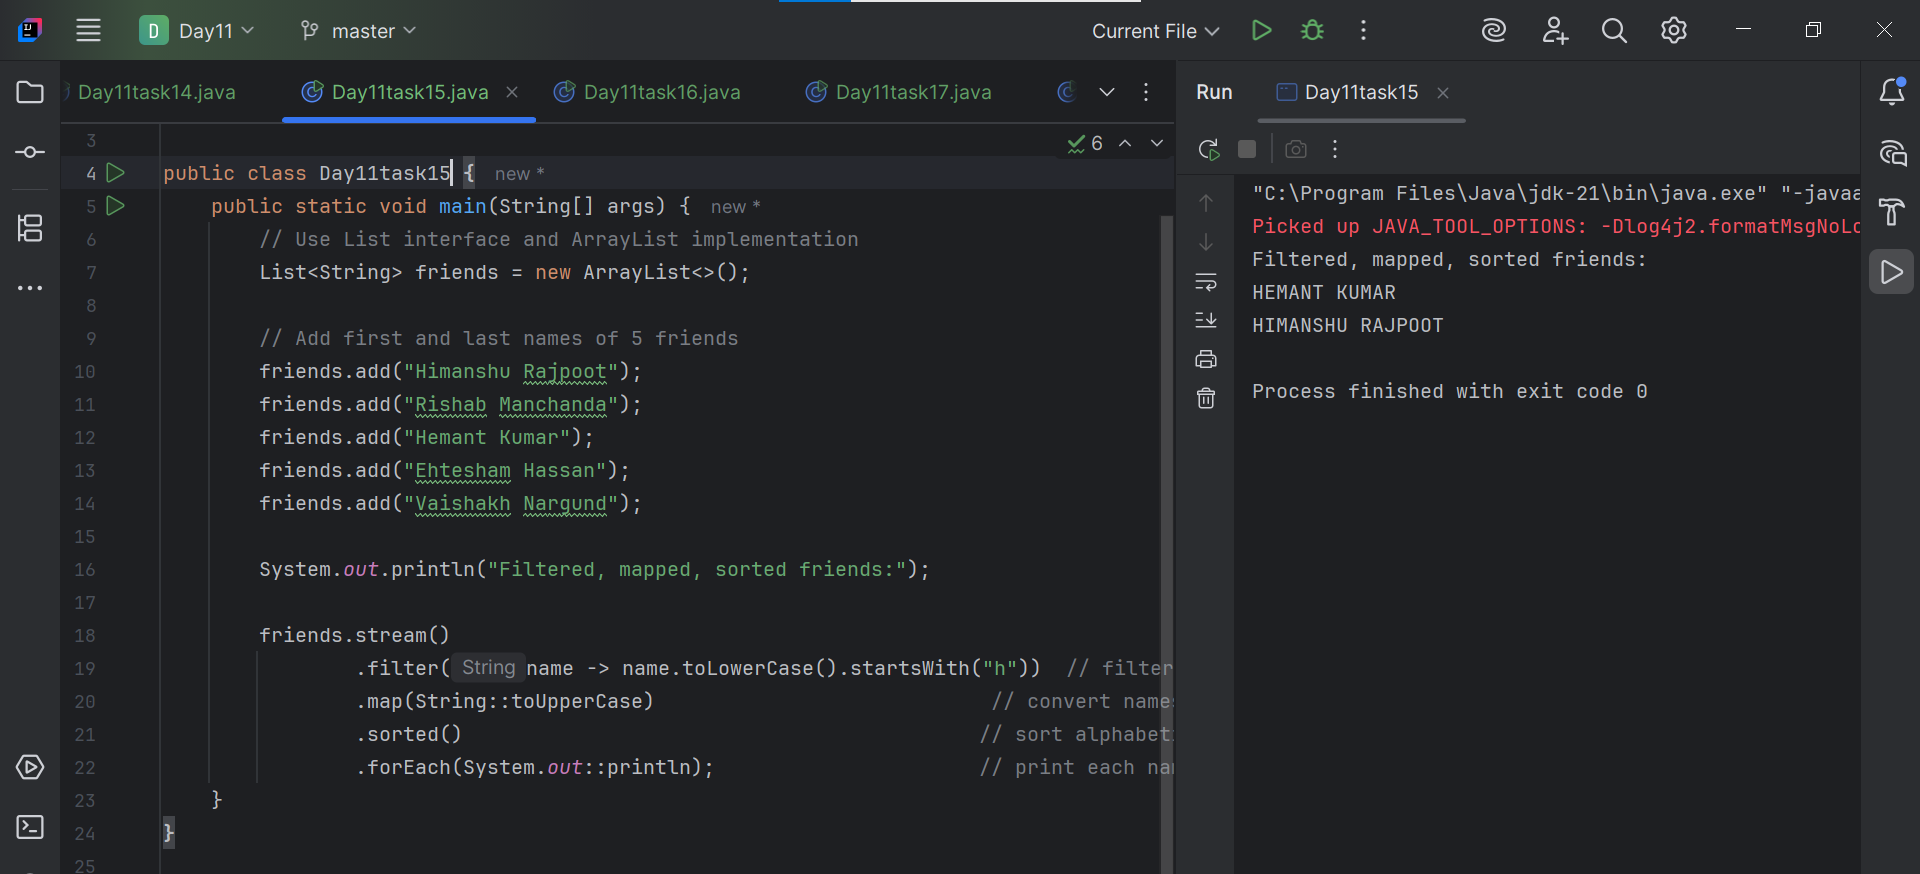 D Day11 master Current File
Day11task14.java Day11task15.java Day11task16.java Day11task17.java
Run Day11task15
6
3
4 public class Day11task15 { new *
5 public static void main(String[] args) { new *
6 // Use List interface and ArrayList implementation
7 List<String> friends = new ArrayList<>();
8
9 // Add first and last names of 5 friends
10 friends.add("Himanshu Rajpoot");
11 friends.add("Rishab Manchanda");
12 friends.add("Hemant Kumar");
13 friends.add("Ehtesham Hassan");
14 friends.add("Vaishakh Nargund");
15
16 System.out.println("Filtered, mapped, sorted friends:");
17
18 friends.stream()
19 .filter( String name -> name.toLowerCase().startsWith("h")) // filter
20 .map(String::toUpperCase) // convert names
21 .sorted() // sort alphabeti
22 .forEach(System.out::println); // print each nam
23 }
24 }
25
"C:\Program Files\Java\jdk-21\bin\java.exe" "-javaa
Picked up JAVA_TOOL_OPTIONS: -Dlog4j2.formatMsgNoLo
Filtered, mapped, sorted friends:
HEMANT KUMAR
HIMANSHU RAJPOOT
Process finished with exit code 0